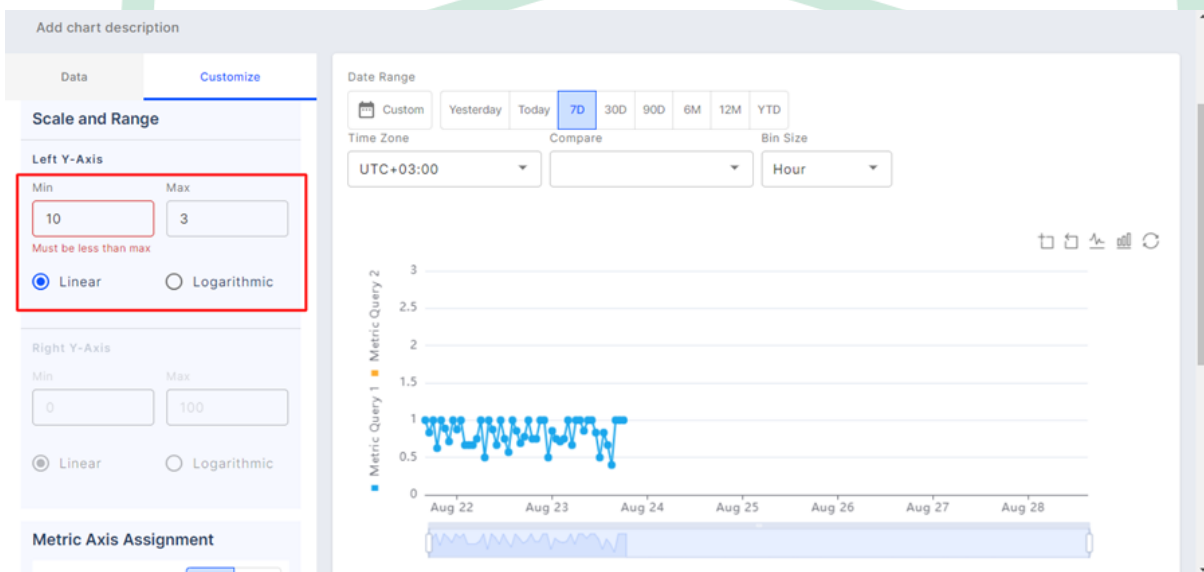 Add chart description
Data
Customize
Scale and Range
Left Y-Axis
Min
Max
10
3
Must be less than max
Linear
Logarithmic
Right Y-Axis
Min
Max
0
100
Linear
Logarithmic
Metric Axis Assignment
Date Range
Custom
Yesterday
Today
7D
30D
90D
6M
12M
YTD
Time Zone
Compare
Bin Size
UTC+03:00
Hour
Metric Query 1
Metric Query 2
3
2.5
2
1.5
1
0.5
0
Aug 22
Aug 23
Aug 24
Aug 25
Aug 26
Aug 27
Aug 28